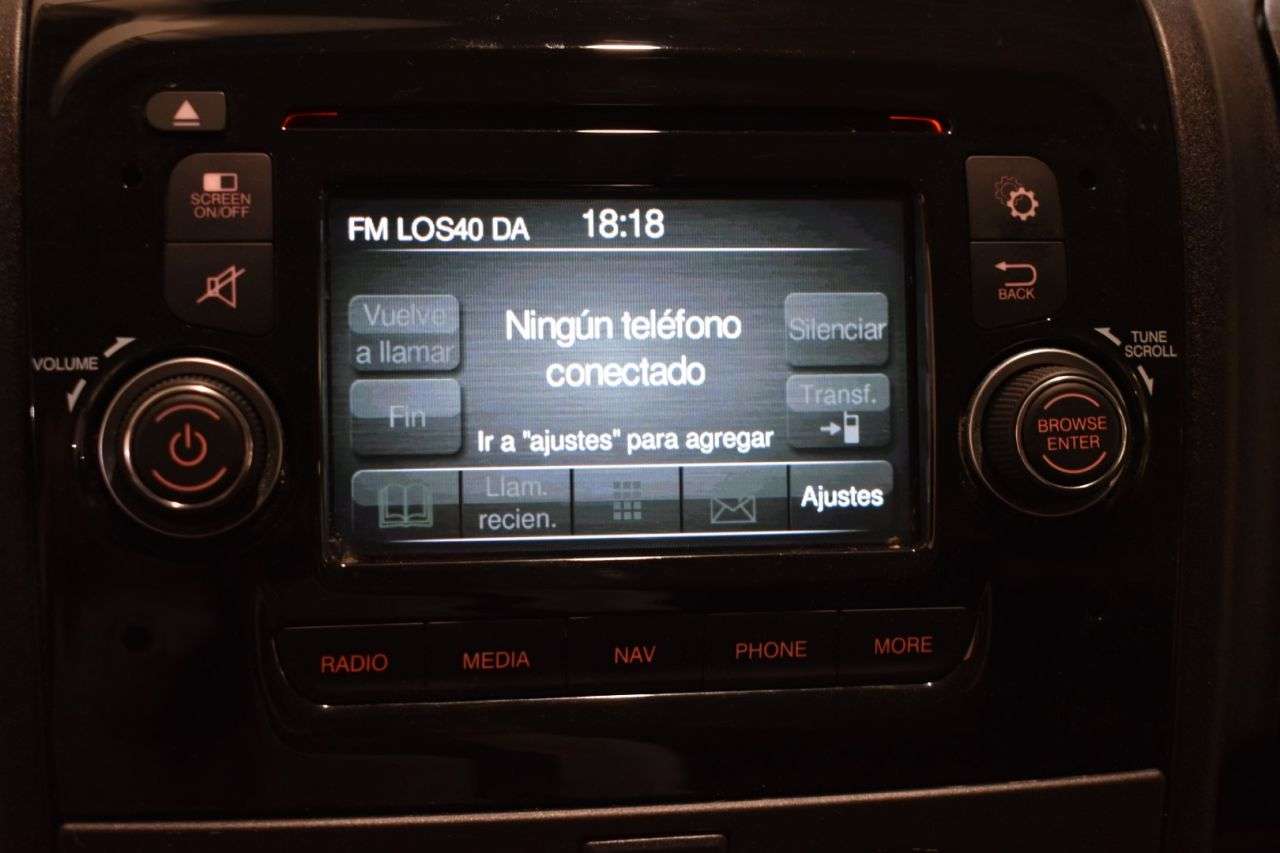 SCREEN
ON/OFF
FM LOS40 DA 18:18
BACK
Vuelve
a llamar
Ningún teléfono
conectado
Silenciar
Transf.
Fin
Ir a "ajustes" para agregar
Llam.
recien.
Ajustes
VOLUME
TUNE
SCROLL
BROWSE
ENTER
RADIO MEDIA NAV PHONE MORE